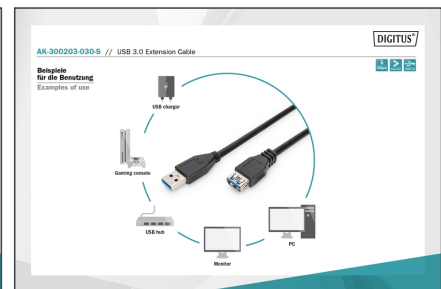 DIGITUS®
AK-300203-030-S // USB 3.0 Extension Cable
Beispiele
für die Benutzung
Examples of use
USB charger
Gaming console
USB hub
Monitor
PC